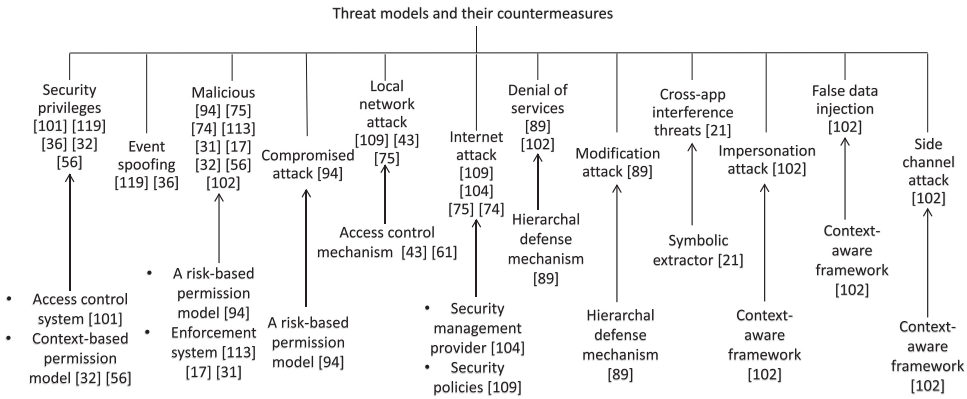 Threat models and their countermeasures
Security
privileges
[101] [119]
[36] [32]
[56]
Event
spoofing
[119] [36]
Malicious
[94] [75]
[74] [113]
[31] [17]
[32] [56]
[102]
Compromised
attack [94]
Local
network
attack
[109] [43]
[75]
Internet
attack
[109]
[104]
[75] [74]
Denial of
services
[89]
[102]
Modification
attack [89]
Cross-app
interference
threats [21]
Impersonation
attack [102]
False data
injection
[102]
Side
channel
attack
[102]
• Access control
system [101]
• Context-based
permission
model [32] [56]
• A risk-based
permission
model [94]
• Enforcement
system [113]
[17] [31]
A risk-based
permission
model [94]
Access control
mechanism [43] [61]
• Security
management
provider [104]
• Security
policies [109]
Hierarchal
defense
mechanism
[89]
Hierarchal
defense
mechanism
[89]
Symbolic
extractor [21]
Context-
aware
framework
[102]
Context-
aware
framework
[102]
Context-
aware
framework
[102]